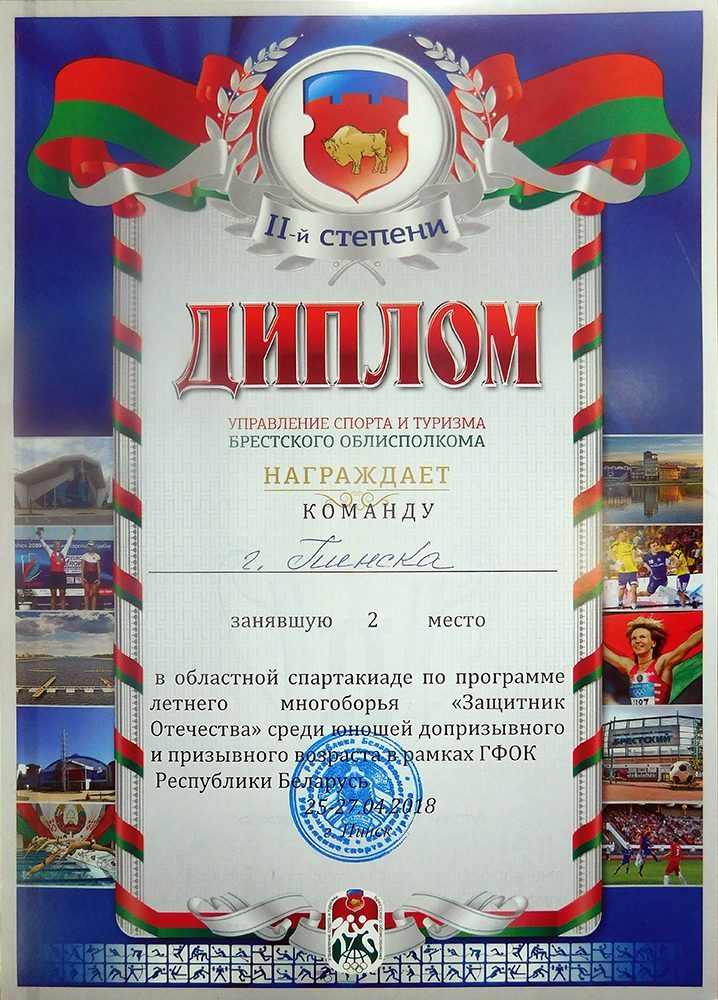 II-й степени
ДИПЛОМ
УПРАВЛЕНИЕ СПОРТА И ТУРИЗМА
БРЕСТСКОГО ОБЛИСПОЛКОМА
НАГРАЖДАЕТ
КОМАНДУ
г. Пинска
занявшую 2 место
в областной спартакиаде по программе
летнего многоборья «Защитник
Отечества» среди юношей допризывного
и призывного возраста в рамках ГФОК
Республики Беларусь
25-27.04.2018
г. Пинск
БРЕСТСКИЙ